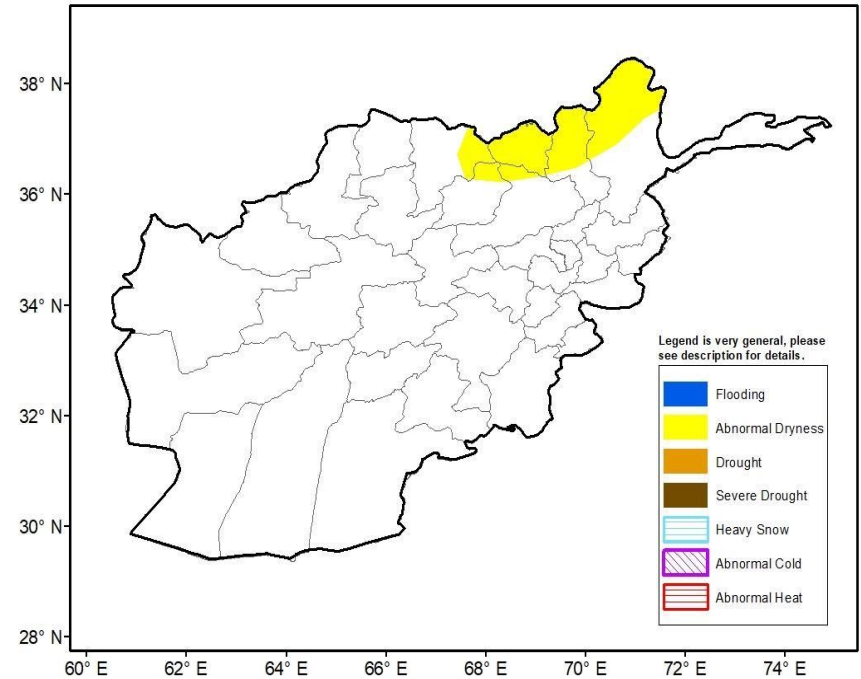 38° N
36° N
34° N
Legend is very general, please
see description for details.
Flooding
32° N
Abnormal Dryness
Drought
Severe Drought
30° N
Heavy Snow
Abnormal Cold
Abnormal Heat
28° N
60° E 62° E 64° E 66° E 68° E 70° E 72° E 74° E